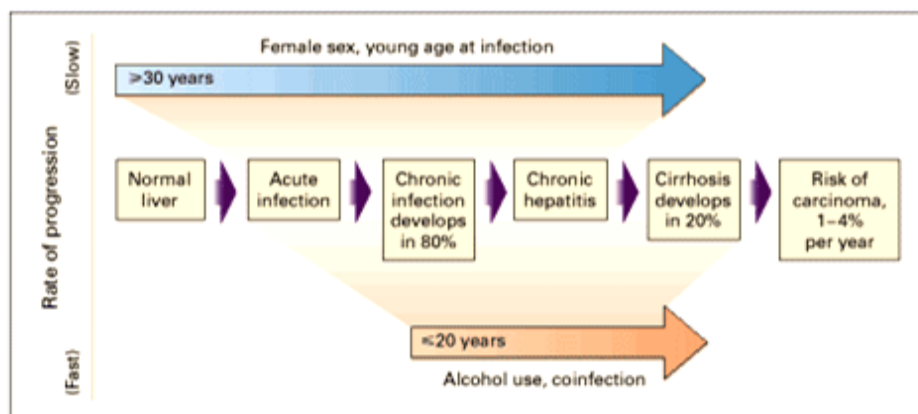 Rate of progression
(Slow)
(Fast)
Female sex, young age at infection
⩾30 years
Normal
liver
Acute
infection
Chronic
infection
develops
in 80%
Chronic
hepatitis
Cirrhosis
develops
in 20%
Risk of
carcinoma,
1–4%
per year
⩽20 years
Alcohol use, coinfection